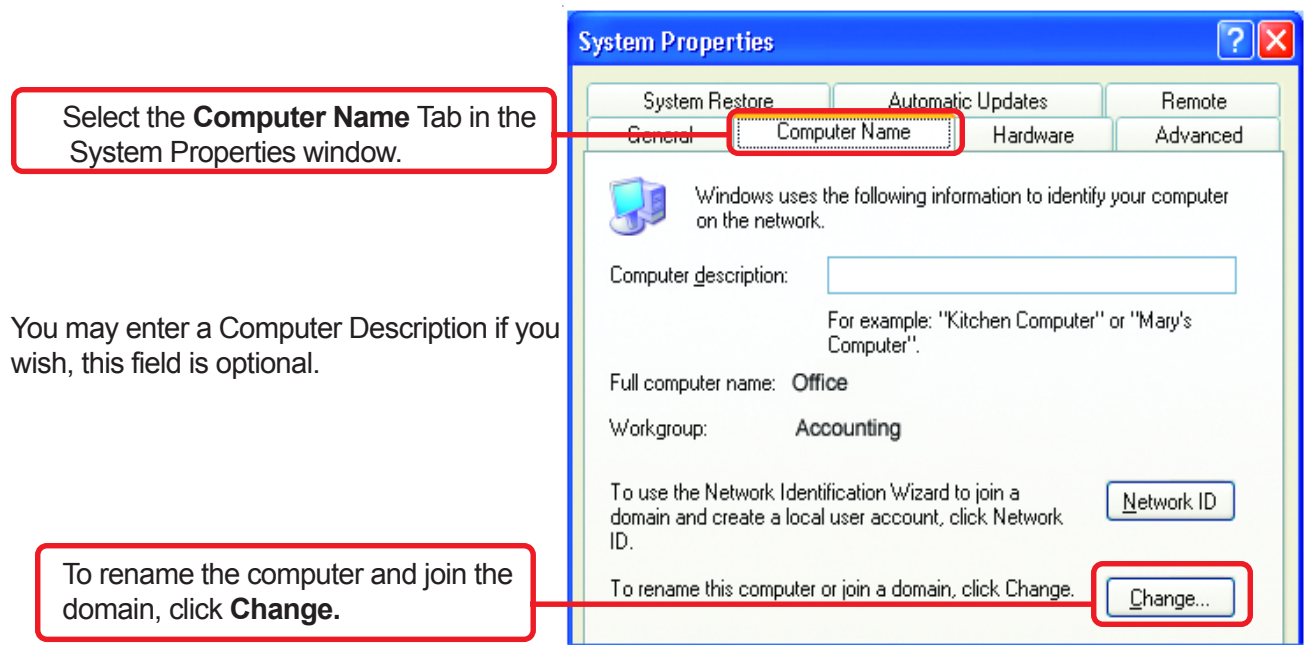 System Properties
System Restore Automatic Updates Remote
General Computer Name Hardware Advanced
Select the Computer Name Tab in the
System Properties window.
Windows uses the following information to identify your computer
on the network.
Computer description:
For example: "Kitchen Computer" or "Mary's
Computer".
You may enter a Computer Description if you
wish, this field is optional.
Full computer name: Office
Workgroup: Accounting
To use the Network Identification Wizard to join a
domain and create a local user account, click Network
ID.
Network ID
To rename the computer and join the
domain, click Change.
To rename this computer or join a domain, click Change.
Change...